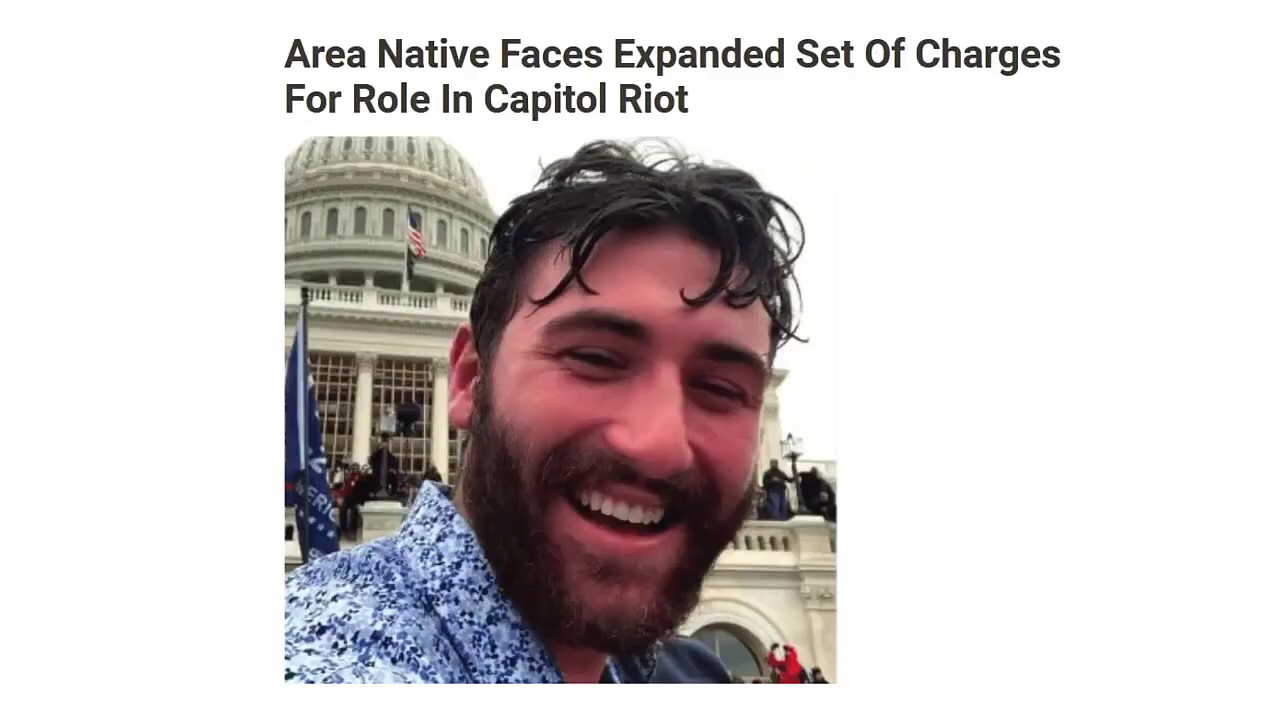 Area Native Faces Expanded Set Of Charges
For Role In Capitol Riot